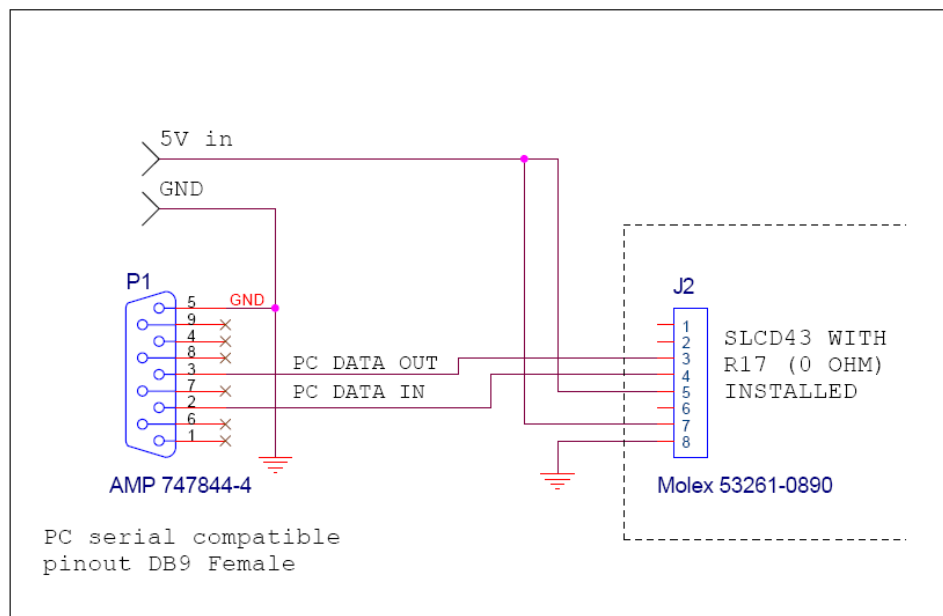 5V in
GND
P1
5
9
4
8
3
7
2
6
1
GND
PC DATA OUT
PC DATA IN
AMP 747844-4
PC serial compatible
pinout DB9 Female
J2
1
2
3
4
5
6
7
8
SLCD43 WITH
R17 (0 OHM)
INSTALLED
Molex 53261-0890